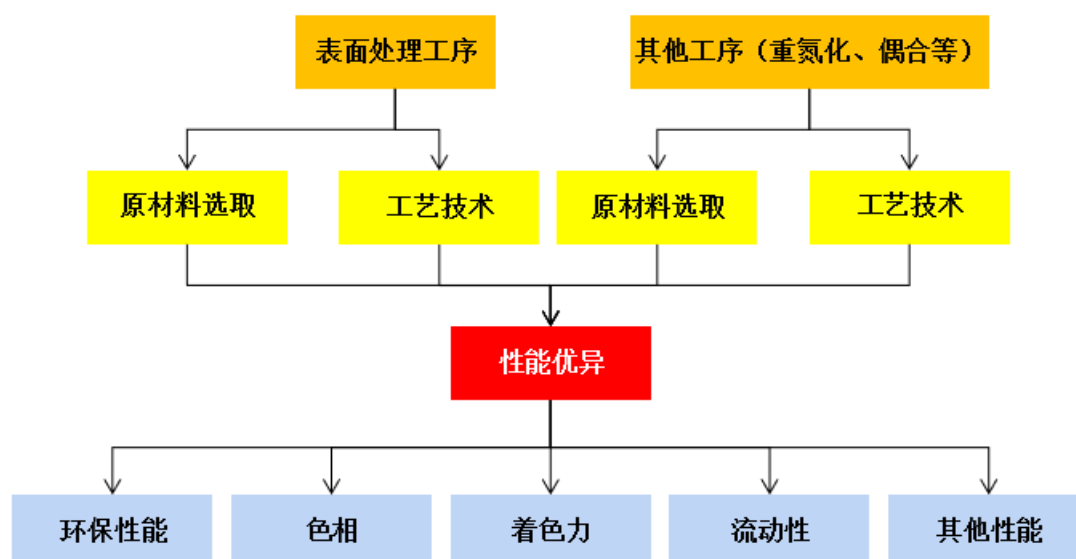 表面处理工序
其他工序（重氮化、偶合等）
原材料选取
工艺技术
原材料选取
工艺技术
性能优异
环保性能
色相
着色力
流动性
其他性能